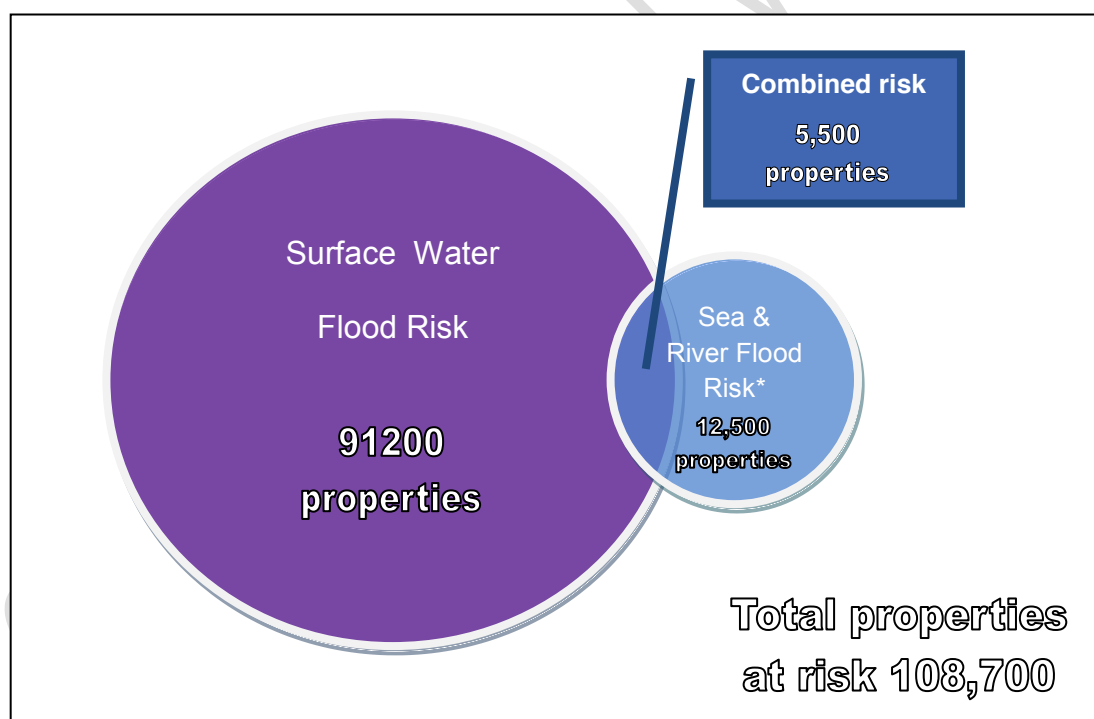 Combined risk
5,500
properties
Surface Water
Flood Risk
91200
properties
Sea &
River Flood
Risk*
12,500
properties
Total properties
at risk 108,700